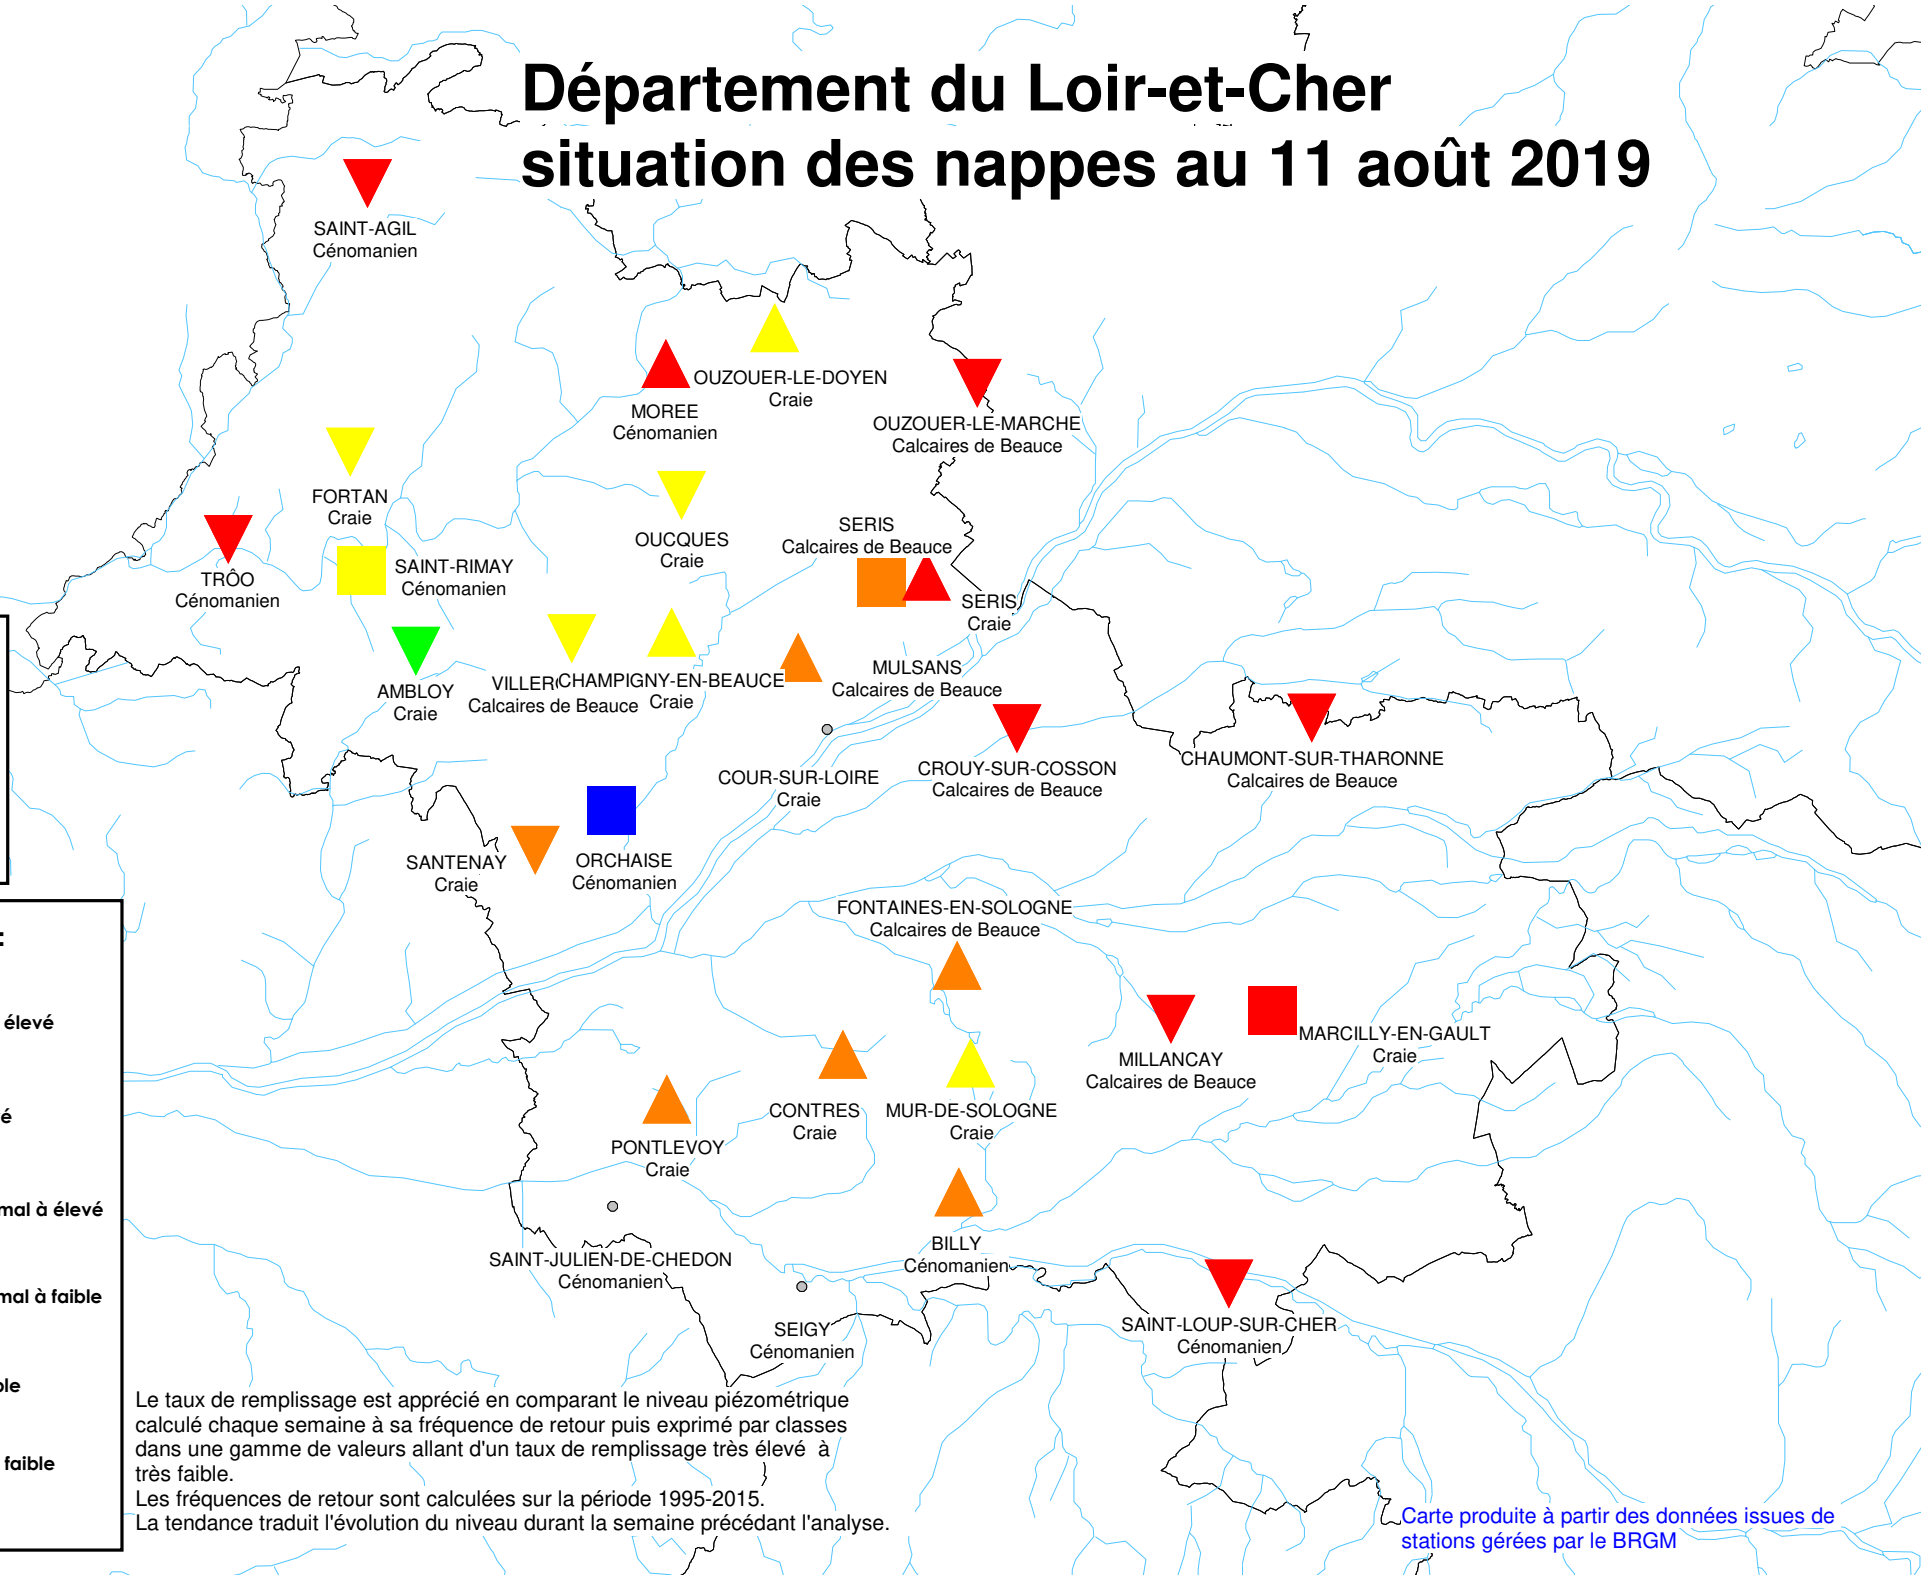 Département du Loir-et-Cher
situation des nappes au 11 août 2019
SAINT-AGIL
Cénomanien
OUZOUER-LE-DOYEN
Craie
MOREE
Cénomanien
OUZOUER-LE-MARCHE
Calcaires de Beauce
FORTAN
Craie
OUCQUES
Craie
SERIS
Calcaires de Beauce
TRÔO
Cénomanien
SAINT-RIMAY
Cénomanien
SERIS
Craie
AMBLOY
Craie
VILLER
Calcaires de Beauce
CHAMPIGNY-EN-BEAUCE
Craie
MULSANS
Calcaires de Beauce
COUR-SUR-LOIRE
Craie
CROUY-SUR-COSSON
Calcaires de Beauce
CHAUMONT-SUR-THARONNE
Calcaires de Beauce
SANTENAY
Craie
ORCHAISE
Cénomanien
FONTAINES-EN-SOLOGNE
Calcaires de Beauce
MILLANCAY
Calcaires de Beauce
MARCILLY-EN-GAULT
Craie
CONTRES
Craie
MUR-DE-SOLOGNE
Craie
PONTLEVOY
Craie
SAINT-JULIEN-DE-CHEDON
Cénomanien
BILLY
Cénomanien
SEIGY
Cénomanien
SAINT-LOUP-SUR-CHER
Cénomanien
:
élevé
é
mal à élevé
mal à faible
ble
faible
Le taux de remplissage est apprécié en comparant le niveau piézométrique
calculé chaque semaine à sa fréquence de retour puis exprimé par classes
dans une gamme de valeurs allant d'un taux de remplissage très élevé à
très faible.
Les fréquences de retour sont calculées sur la période 1995-2015.
La tendance traduit l'évolution du niveau durant la semaine précédant l'analyse.
Carte produite à partir des données issues de
stations gérées par le BRGM